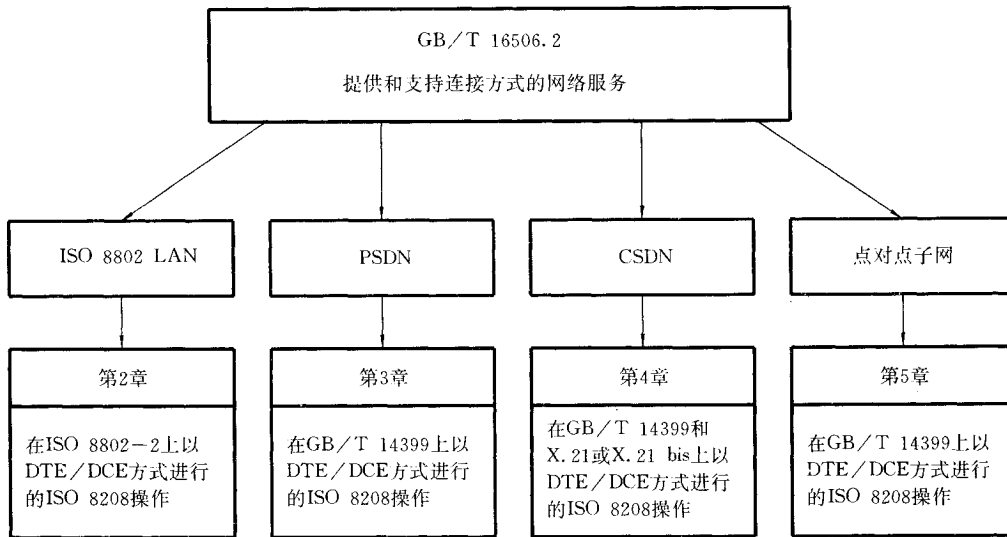 GB/T 16506.2
提供和支持连接方式的网络服务
ISO 8802 LAN
PSDN
CSDN
点对点子网
第2章
在ISO 8802-2上以
DTE/DCE方式进行
的ISO 8208操作
第3章
在GB/T 14399上以
DTE/DCE方式进行
的ISO 8208操作
第4章
在GB/T 14399和
X.21或X.21 bis上以
DTE/DCE方式进行
的ISO 8208操作
第5章
在GB/T 14399上以
DTE/DCE方式进行
的ISO 8208操作